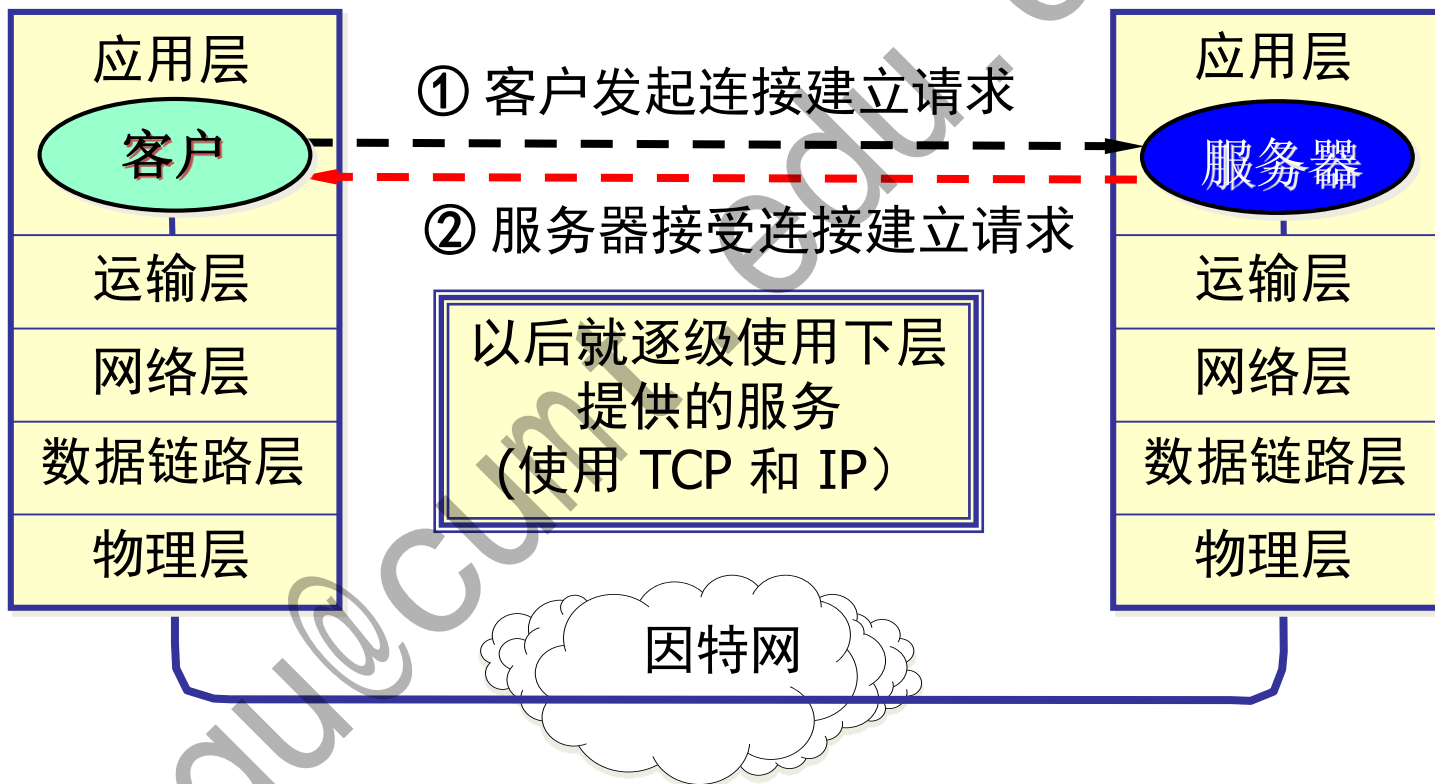 应用层
客户
运输层
网络层
数据链路层
物理层
① 客户发起连接建立请求
② 服务器接受连接建立请求
以后就逐级使用下层
提供的服务
(使用 TCP 和 IP）
因特网
应用层
服务器
运输层
网络层
数据链路层
物理层